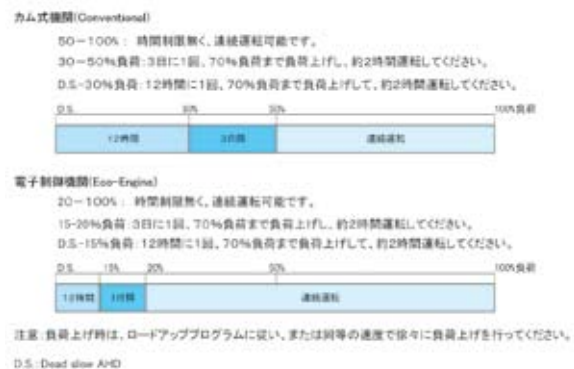 カム式機関(Conventional)
50-100%: 時間制限無く、連続運転可能です。
30-50%負荷:3日に1回、70%負荷まで負荷上げし、約2時間運転してください。
D.S.-30%負荷:12時間に1回、70%負荷まで負荷上げして、約2時間運転してください。
D.S. 30% 50% 100%負荷
12時間 3日間 連続運転
電子制御機関(Eco-Engine)
20-100%: 時間制限無く、連続運転可能です。
15-20%負荷:3日に1回、70%負荷まで負荷上げし、約2時間運転してください。
D.S.-15%負荷:12時間に1回、70%負荷まで負荷上げして、約2時間運転してください。
D.S. 15% 20% 50% 100%負荷
12時間 3日間 連続運転
注意:負荷上げ時は、ロードアッププログラムに従い、または同等の速度で徐々に負荷上げを行ってください。
D.S.:Dead slow AHD